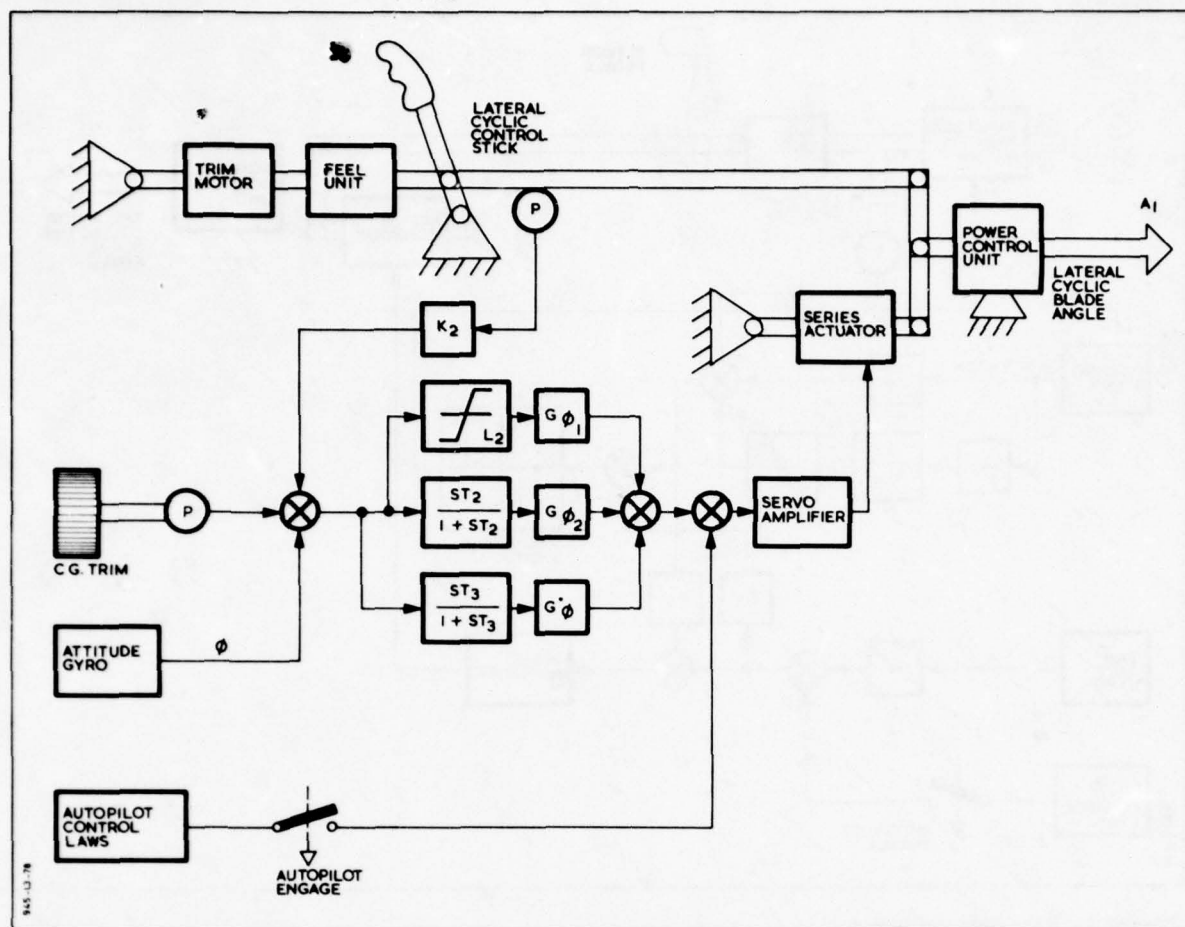 LATERAL
CYCLIC
CONTROL
STICK
TRIM
MOTOR
FEEL
UNIT
P
A1
POWER
CONTROL
UNIT
LATERAL
CYCLIC
BLADE
ANGLE
K2
SERIES
ACTUATOR
L2
Gϕ1
C G. TRIM
P
ST2
1 + ST2
Gϕ2
SERVO
AMPLIFIER
ST3
1 + ST3
Gϕ̇
ATTITUDE
GYRO
ϕ
AUTOPILOT
CONTROL
LAWS
AUTOPILOT
ENGAGE